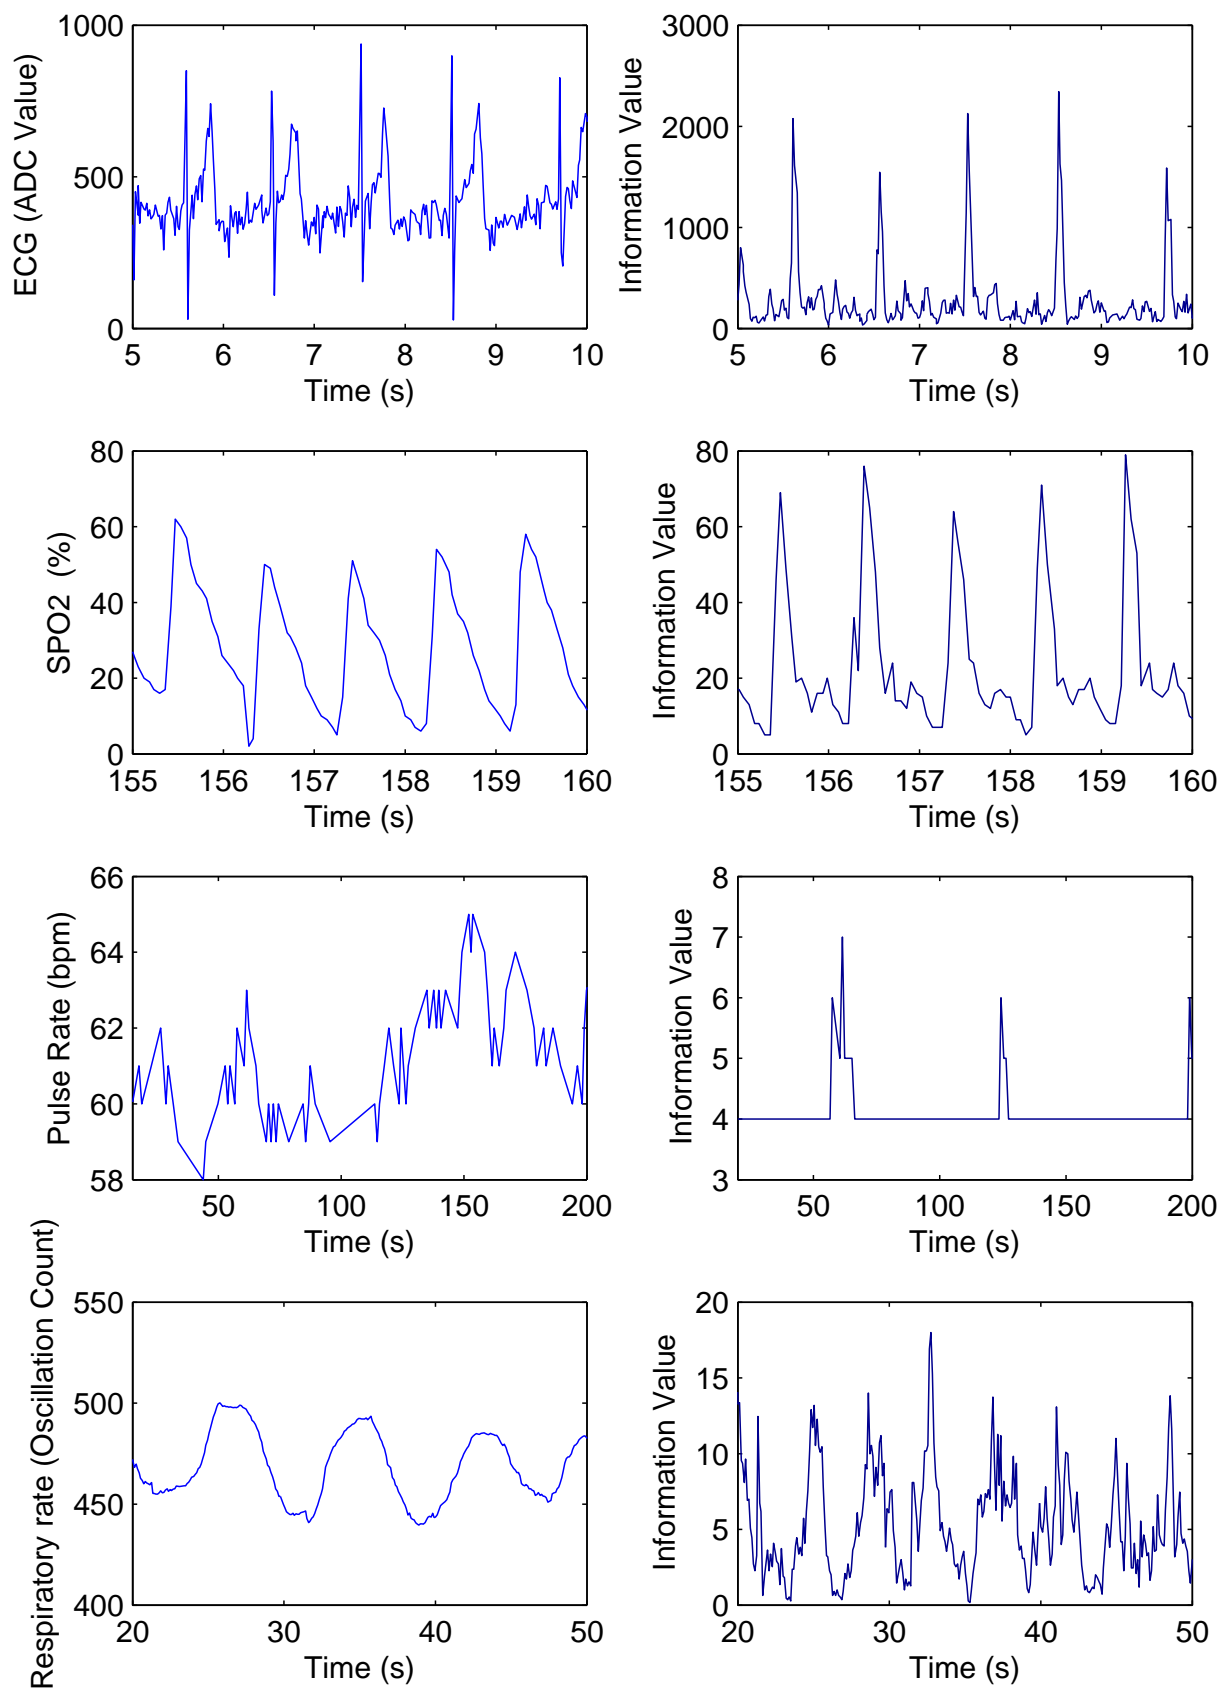 ECG (ADC Value)
1000
500
0
5 6 7 8 9 10
Time (s)
Information Value
3000
2000
1000
0
5 6 7 8 9 10
Time (s)
SPO2 (%)
80
60
40
20
0
155 156 157 158 159 160
Time (s)
Information Value
80
60
40
20
0
155 156 157 158 159 160
Time (s)
Pulse Rate (bpm)
66
64
62
60
58
50 100 150 200
Time (s)
Information Value
8
7
6
5
4
3
50 100 150 200
Time (s)
Respiratory rate (Oscillation Count)
550
500
450
400
20 30 40 50
Time (s)
Information Value
20
15
10
5
0
20 30 40 50
Time (s)